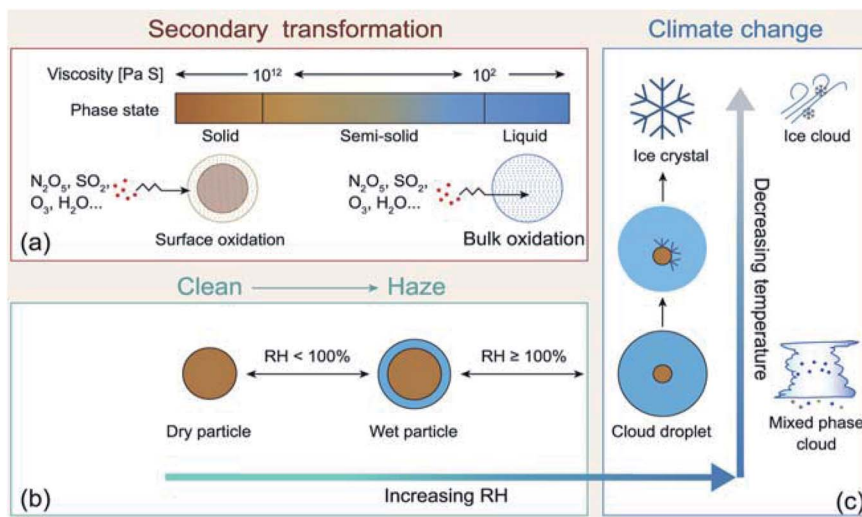 Secondary transformation
Viscosity [Pa S]
10¹²
10²
Phase state
Solid
Semi-solid
Liquid
N₂O₅, SO₂,
O₃, H₂O...
Surface oxidation
N₂O₅, SO₂,
O₃, H₂O...
Bulk oxidation
(a)
Clean
Haze
RH < 100%
RH ≥ 100%
Dry particle
Wet particle
Increasing RH
(b)
Climate change
Ice crystal
Ice cloud
Decreasing temperature
Cloud droplet
Mixed phase
cloud
(c)